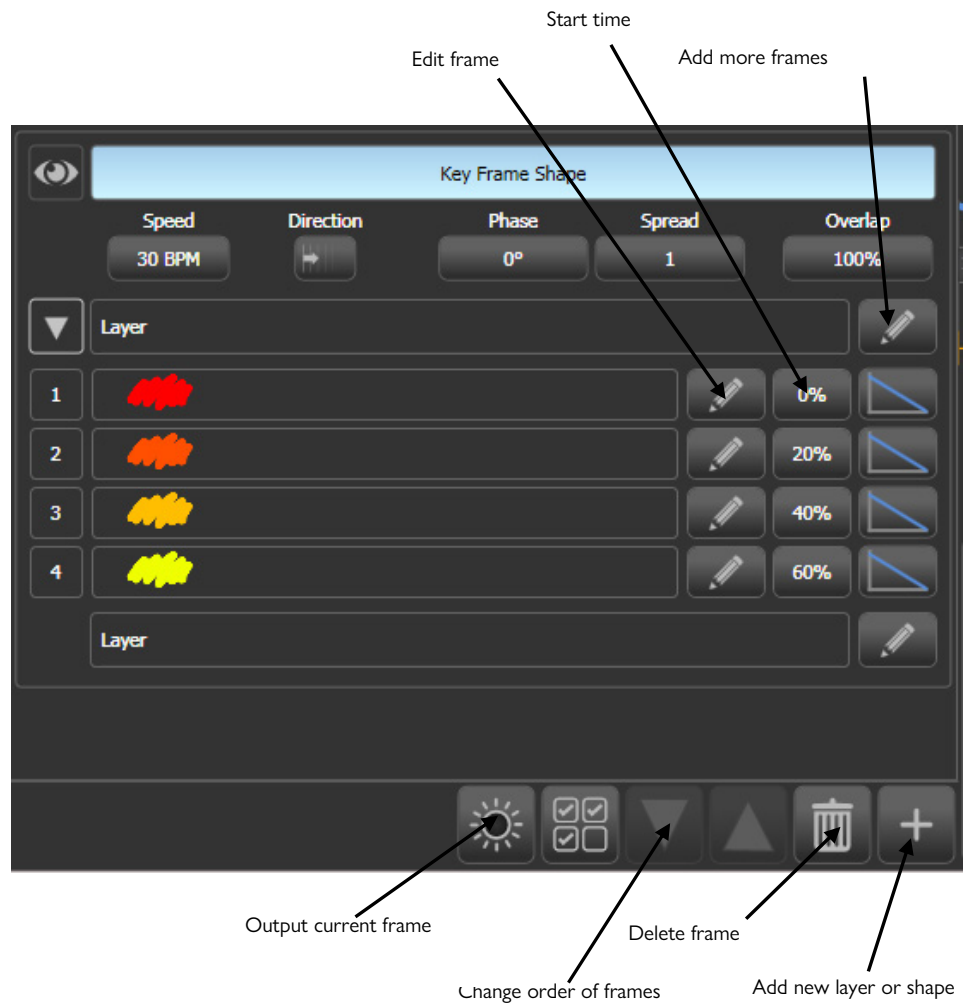 Start time
Edit frame
Add more frames
Key Frame Shape
Speed Direction Phase Spread Overlap
30 BPM 0° 1 100%
Layer
1 0%
2 20%
3 40%
4 60%
Layer
Output current frame
Delete frame
Change order of frames
Add new layer or shape